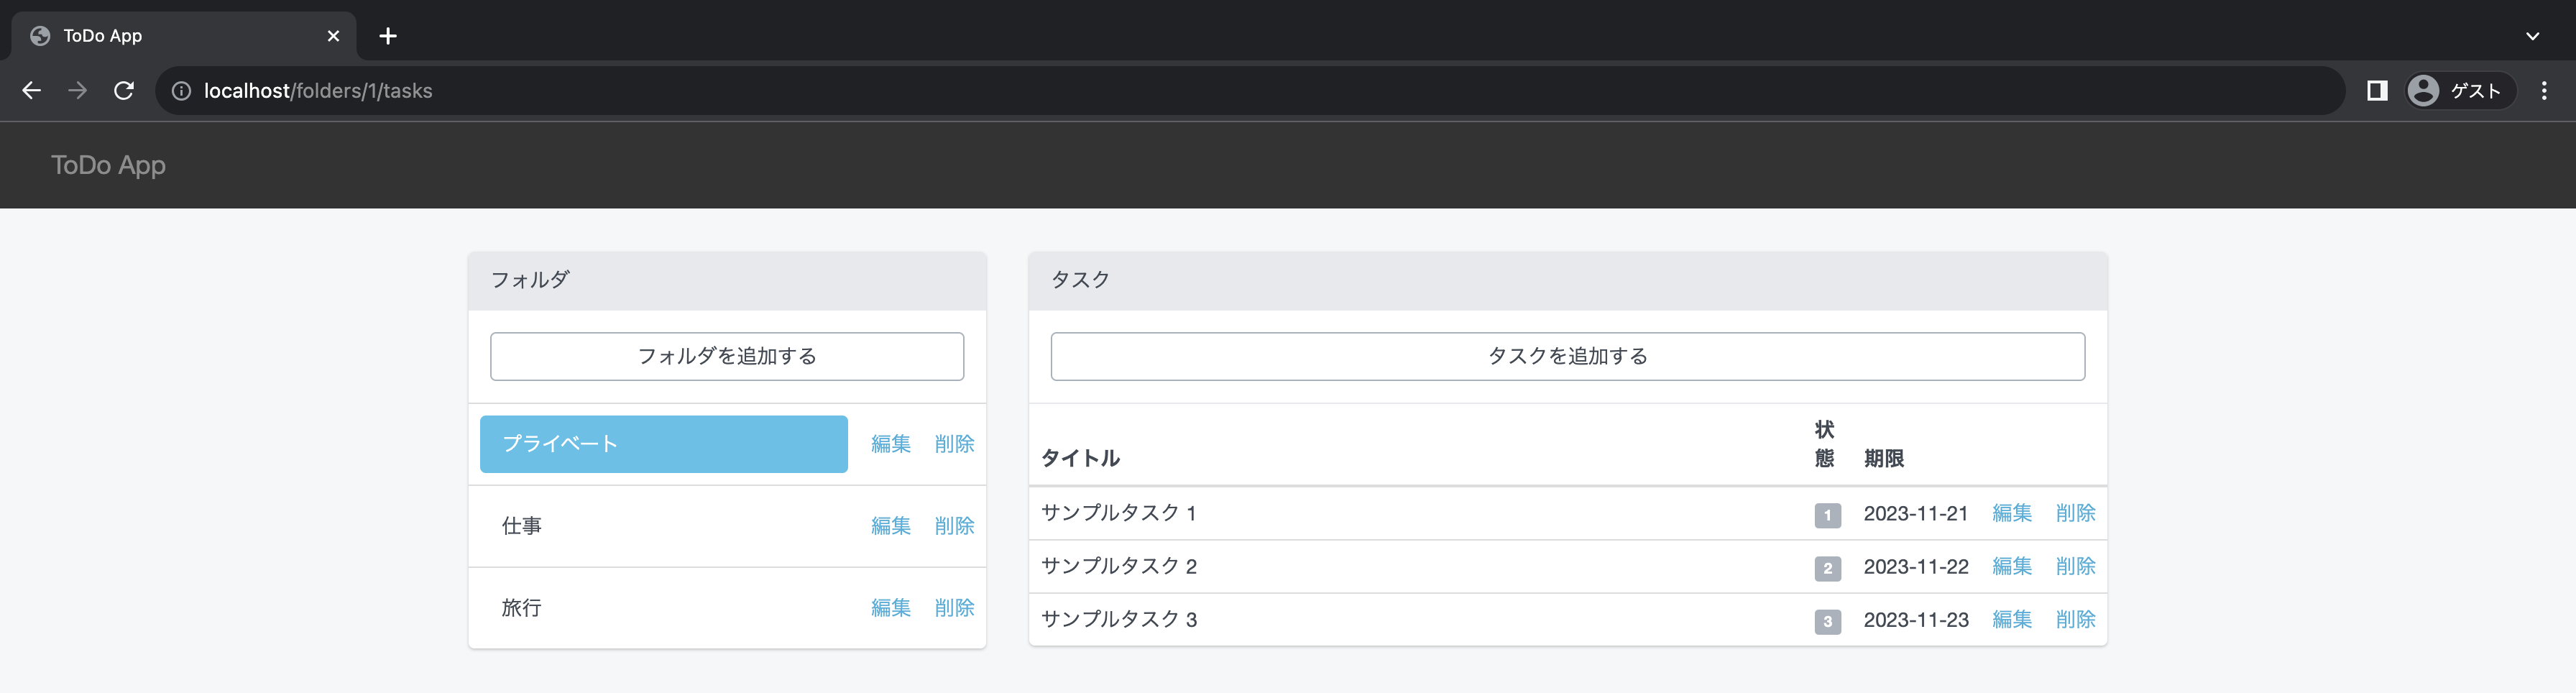 ToDo App
localhost/folders/1/tasks
ゲスト
ToDo App
フォルダ
フォルダを追加する
プライベート 編集 削除
仕事 編集 削除
旅行 編集 削除
タスク
タスクを追加する
タイトル 状態 期限
サンプルタスク 1 1 2023-11-21 編集 削除
サンプルタスク 2 2 2023-11-22 編集 削除
サンプルタスク 3 3 2023-11-23 編集 削除